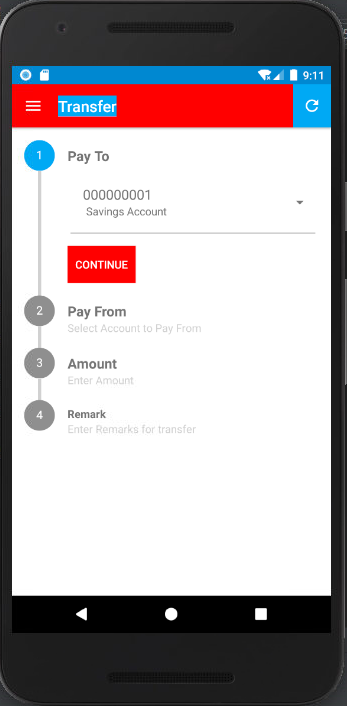 9:11
Transfer
1
Pay To
000000001
Savings Account
CONTINUE
2
Pay From
Select Account to Pay From
3
Amount
Enter Amount
4
Remark
Enter Remarks for transfer